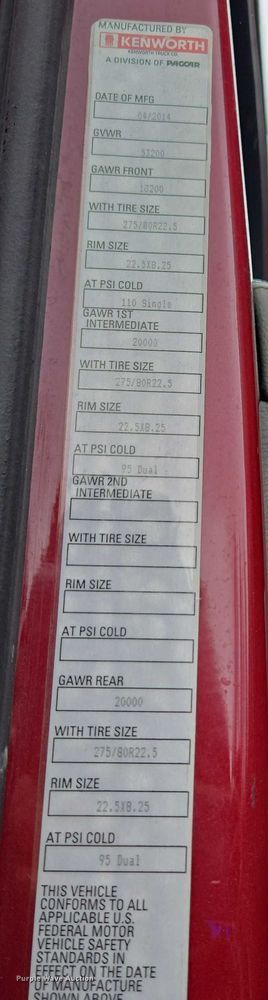 MANUFACTURED BY
KENWORTH
KENWORTH TRUCK CO.
A DIVISION OF PACCAR
DATE OF MFG
04/2014
GVWR
53200
GAWR FRONT
13200
WITH TIRE SIZE
275/80R22.5
RIM SIZE
22.5X8.25
AT PSI COLD
110 Single
GAWR 1ST
INTERMEDIATE
20000
WITH TIRE SIZE
275/80R22.5
RIM SIZE
22.5X8.25
AT PSI COLD
95 Dual
GAWR 2ND
INTERMEDIATE
WITH TIRE SIZE
RIM SIZE
AT PSI COLD
GAWR REAR
20000
WITH TIRE SIZE
275/80R22.5
RIM SIZE
22.5X8.25
AT PSI COLD
95 Dual
THIS VEHICLE
CONFORMS TO ALL
APPLICABLE U.S.
FEDERAL MOTOR
VEHICLE SAFETY
STANDARDS IN
EFFECT ON THE DATE
OF MANUFACTURE
SHOWN ABOVE
Purple Wave Auction